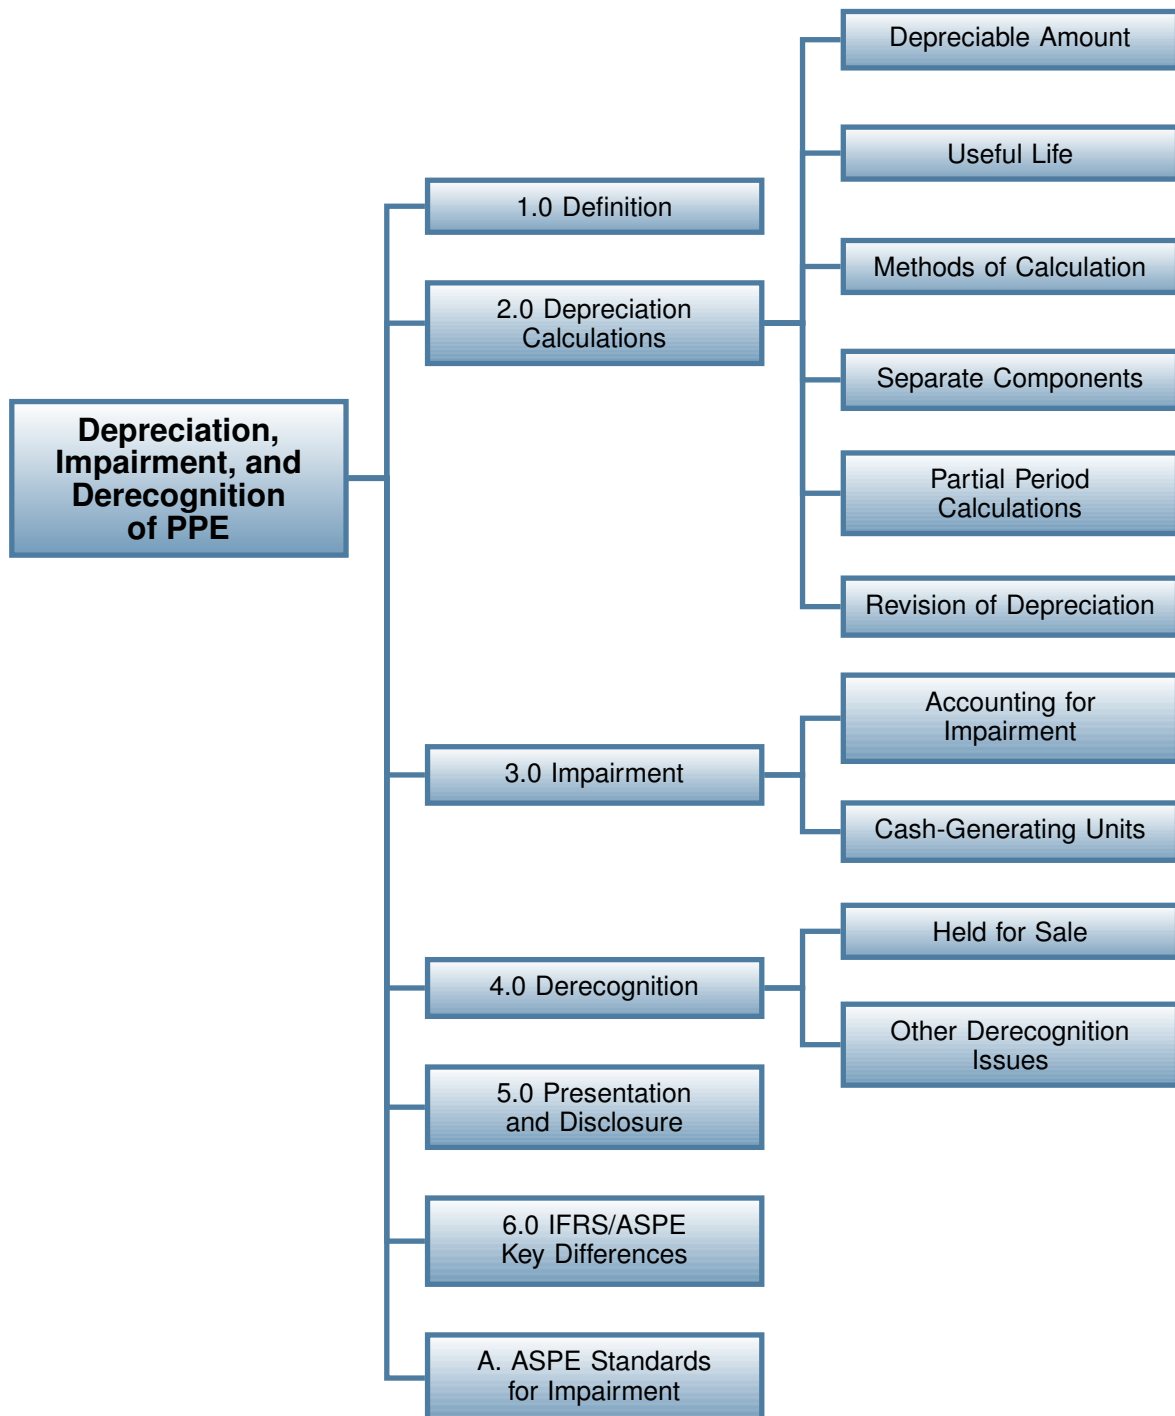 Depreciation,
Impairment, and
Derecognition
of PPE
1.0 Definition
2.0 Depreciation
Calculations
Depreciable Amount
Useful Life
Methods of Calculation
Separate Components
Partial Period
Calculations
Revision of Depreciation
3.0 Impairment
Accounting for
Impairment
Cash-Generating Units
4.0 Derecognition
Held for Sale
Other Derecognition
Issues
5.0 Presentation
and Disclosure
6.0 IFRS/ASPE
Key Differences
A. ASPE Standards
for Impairment